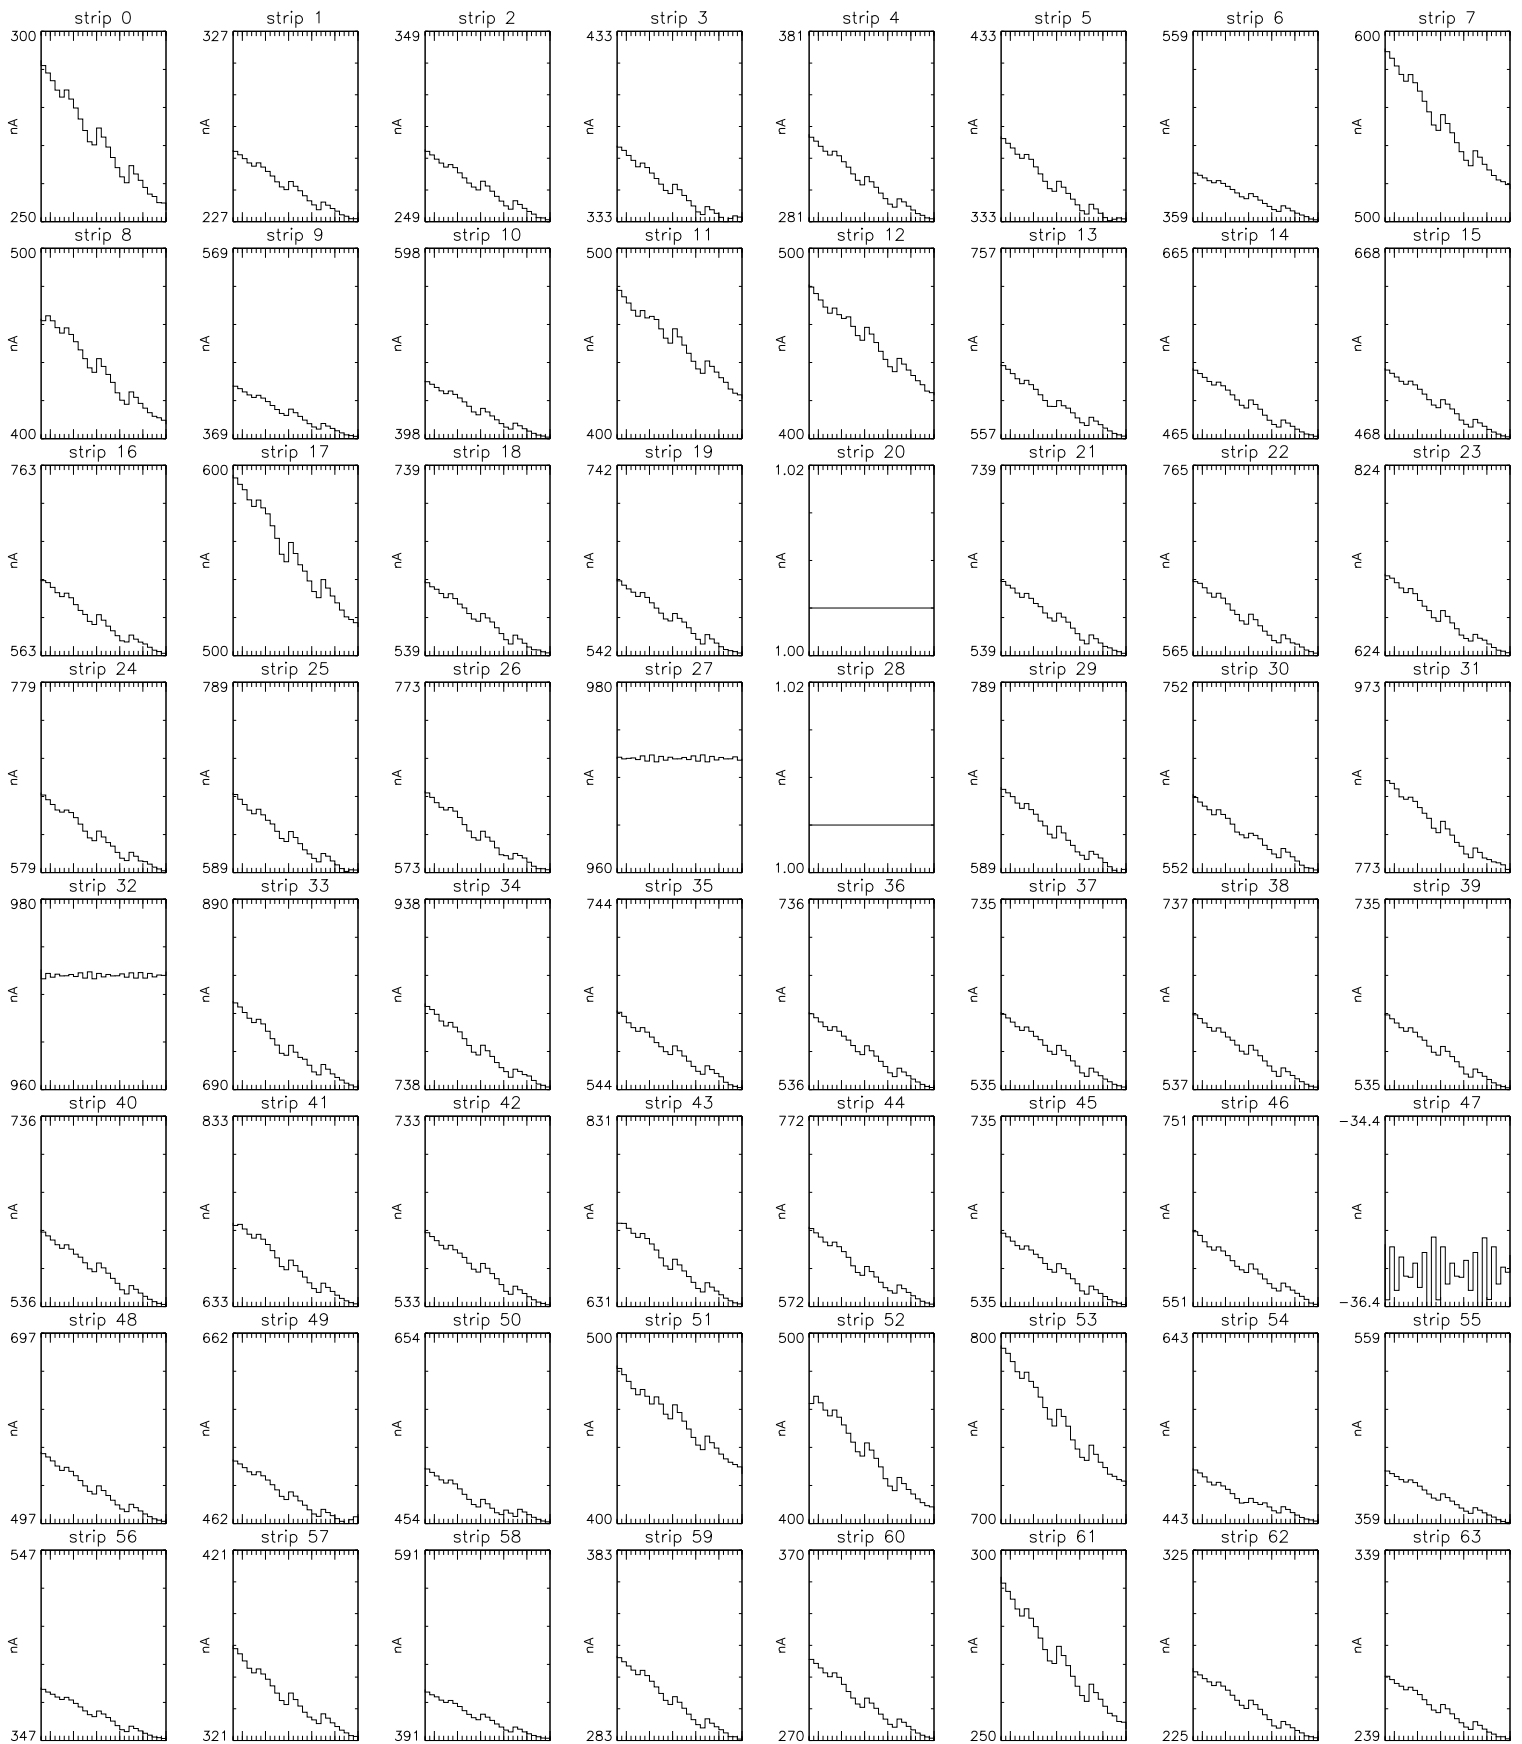 strip 0 strip 1 strip 2 strip 3 strip 4 strip 5 strip 6 strip 7
300 327 349 433 381 433 559 600
nA nA nA nA nA nA nA nA
250 227 249 333 281 333 359 500
strip 8 strip 9 strip 10 strip 11 strip 12 strip 13 strip 14 strip 15
500 569 598 500 500 757 665 668
nA nA nA nA nA nA nA nA
400 369 398 400 400 557 465 468
strip 16 strip 17 strip 18 strip 19 strip 20 strip 21 strip 22 strip 23
763 600 739 742 1.02 739 765 824
nA nA nA nA nA nA nA nA
563 500 539 542 1.00 539 565 624
strip 24 strip 25 strip 26 strip 27 strip 28 strip 29 strip 30 strip 31
779 789 773 980 1.02 789 752 973
nA nA nA nA nA nA nA nA
579 589 573 960 1.00 589 552 773
strip 32 strip 33 strip 34 strip 35 strip 36 strip 37 strip 38 strip 39
980 890 938 744 736 735 737 735
nA nA nA nA nA nA nA nA
960 690 738 544 536 535 537 535
strip 40 strip 41 strip 42 strip 43 strip 44 strip 45 strip 46 strip 47
736 833 733 831 772 735 751 -34.4
nA nA nA nA nA nA nA nA
536 633 533 631 572 535 551 -36.4
strip 48 strip 49 strip 50 strip 51 strip 52 strip 53 strip 54 strip 55
697 662 654 500 500 800 643 559
nA nA nA nA nA nA nA nA
497 462 454 400 400 700 443 359
strip 56 strip 57 strip 58 strip 59 strip 60 strip 61 strip 62 strip 63
547 421 591 383 370 300 325 339
nA nA nA nA nA nA nA nA
347 321 391 283 270 250 225 239